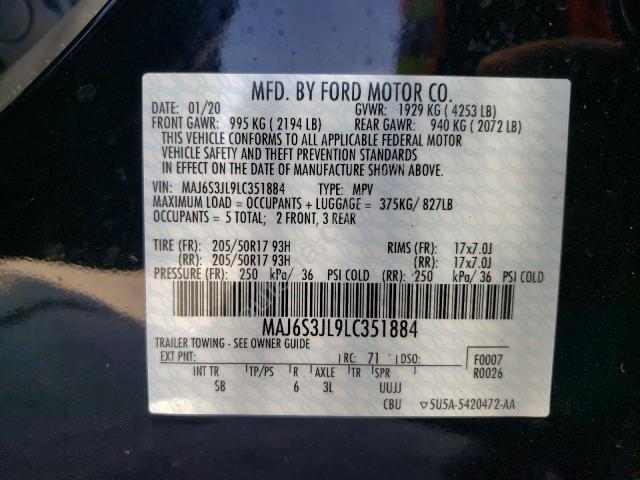 MFD. BY FORD MOTOR CO.
DATE: 01/20 GVWR: 1929 KG ( 4253 LB)
FRONT GAWR: 995 KG ( 2194 LB) REAR GAWR: 940 KG ( 2072 LB)
THIS VEHICLE CONFORMS TO ALL APPLICABLE FEDERAL MOTOR
VEHICLE SAFETY AND THEFT PREVENTION STANDARDS
IN EFFECT ON THE DATE OF MANUFACTURE SHOWN ABOVE.
VIN: MAJ6S3JL9LC351884 TYPE: MPV
MAXIMUM LOAD = OCCUPANTS + LUGGAGE = 375KG/ 827LB
OCCUPANTS = 5 TOTAL; 2 FRONT, 3 REAR
TIRE (FR): 205/50R17 93H RIMS (FR): 17x7.0J
(RR): 205/50R17 93H (RR): 17x7.0J
PRESSURE (FR): 250 kPa/ 36 PSI COLD (RR): 250 kPa/ 36 PSI COLD
MAJ6S3JL9LC351884
TRAILER TOWING - SEE OWNER GUIDE
EXT PNT: RC: 71 DSO: F0007
R0026
INT TR TP/PS R AXLE TR SPR
SB 6 3L UUJJ
CBU ▽5U5A-5420472-AA